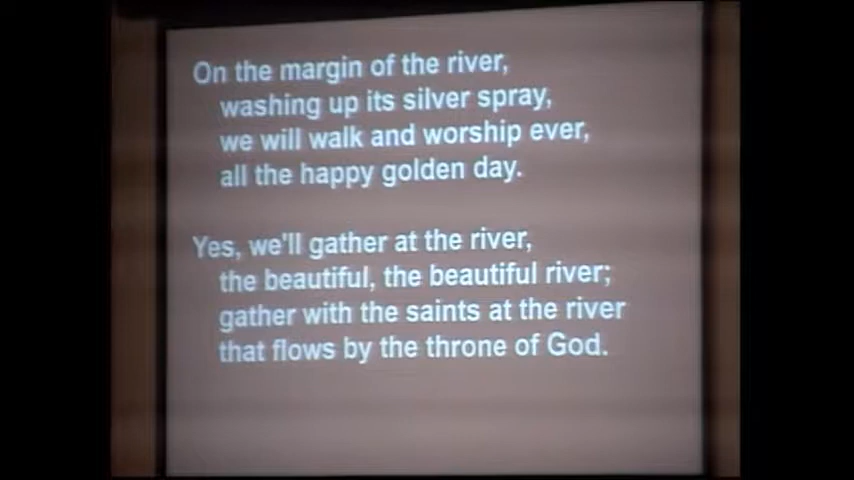 On the margin of the river,
washing up its silver spray,
we will walk and worship ever,
all the happy golden day.
Yes, we'll gather at the river,
the beautiful, the beautiful river;
gather with the saints at the river
that flows by the throne of God.